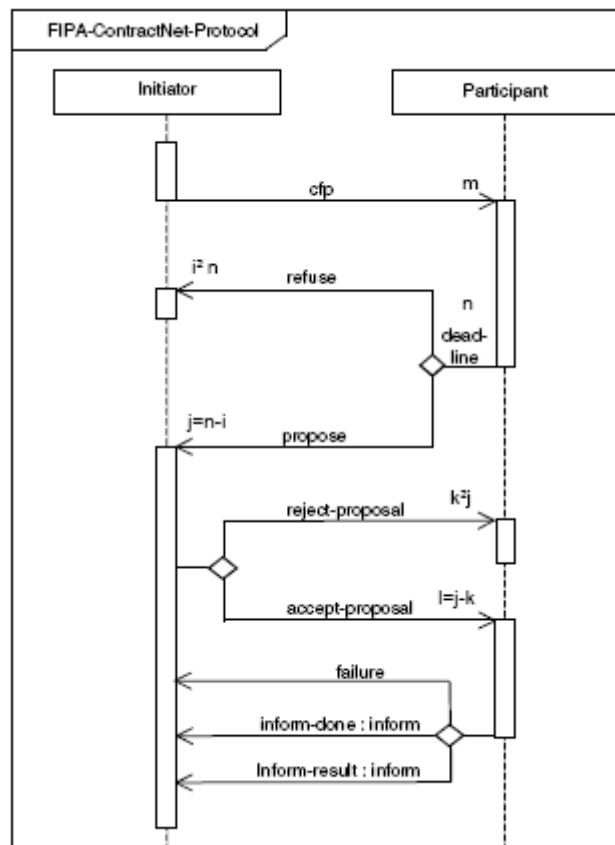 FIPA-ContractNet-Protocol
Initiator
Participant
cfp
m
i² n
refuse
n
dead-
line
j=n-i
propose
reject-proposal
k²j
accept-proposal
l=j-k
failure
inform-done : inform
Inform-result : inform